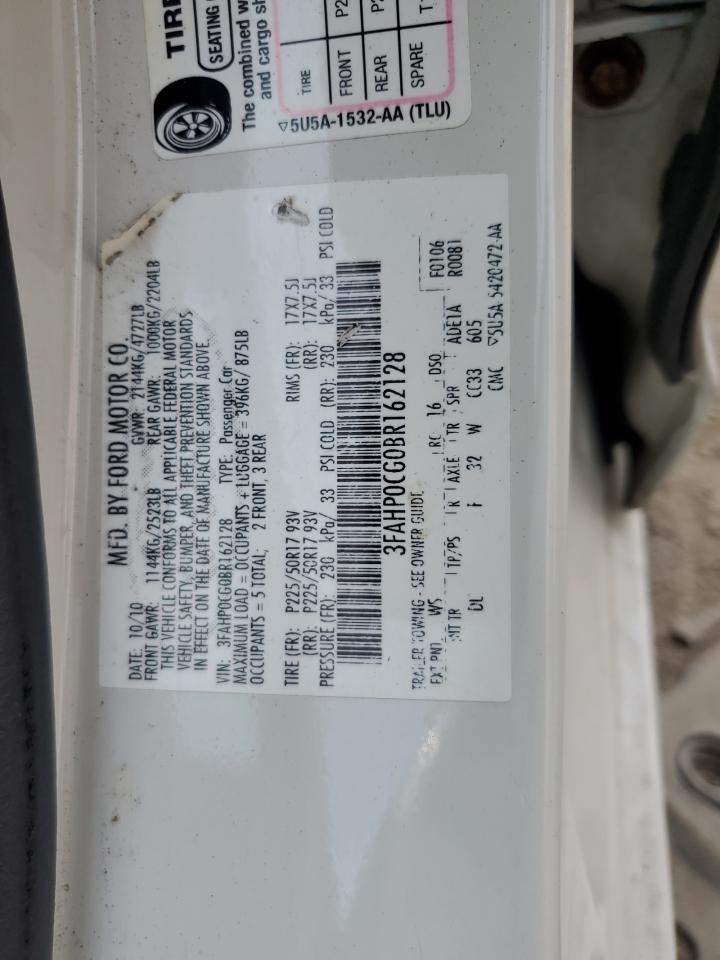 TIRE
SEATING
The combined w
and cargo sh
TIRE
FRONT P2
REAR P2
SPARE T1
▽5U5A-1532-AA (TLU)
MFD. BY FORD MOTOR CO.
DATE: 10/10 GVWR: 2144KG/4727LB
FRONT GAWR: 1144KG/2523LB REAR GAWR: 1000KG/2204LB
THIS VEHICLE CONFORMS TO ALL APPLICABLE FEDERAL MOTOR
VEHICLE SAFETY, BUMPER, AND THEFT PREVENTION STANDARDS
IN EFFECT ON THE DATE OF MANUFACTURE SHOWN ABOVE.
VIN: 3FAHP0CG0BR162128 TYPE: Passenger Car
MAXIMUM LOAD = OCCUPANTS + LUGGAGE = 396KG/ 875LB
OCCUPANTS = 5 TOTAL; 2 FRONT, 3 REAR
TIRE (FR): P225/50R17 93V RIMS (FR): 17X7.5J
(RR): P225/50R17 93V (RR): 17X7.5J
PRESSURE (FR): 230 kPa/ 33 PSI COLD (RR): 230 kPa/ 33 PSI COLD
3FAHP0CG0BR162128
TRAILER TOWING - SEE OWNER GUIDE F0106
EXT PNT: WS RC: 16 DSO: R0081
INT TR TP/PS R AXLE TR SPR ADE1A
DL F 32 W CC33 605
CMC ▽5U5A 5420472-AA